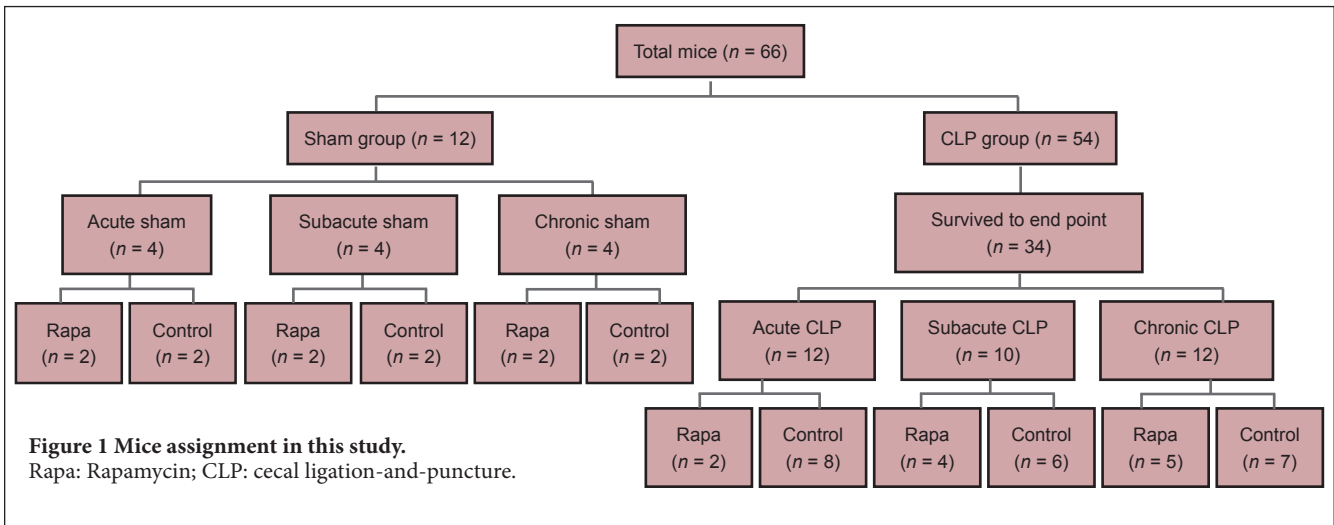 Total mice (n = 66)
Sham group (n = 12)
CLP group (n = 54)
Acute sham
(n = 4)
Subacute sham
(n = 4)
Chronic sham
(n = 4)
Survived to end point
(n = 34)
Rapa
(n = 2)
Control
(n = 2)
Rapa
(n = 2)
Control
(n = 2)
Rapa
(n = 2)
Control
(n = 2)
Acute CLP
(n = 12)
Subacute CLP
(n = 10)
Chronic CLP
(n = 12)
Rapa
(n = 2)
Control
(n = 8)
Rapa
(n = 4)
Control
(n = 6)
Rapa
(n = 5)
Control
(n = 7)
Figure 1 Mice assignment in this study.
Rapa: Rapamycin; CLP: cecal ligation-and-puncture.